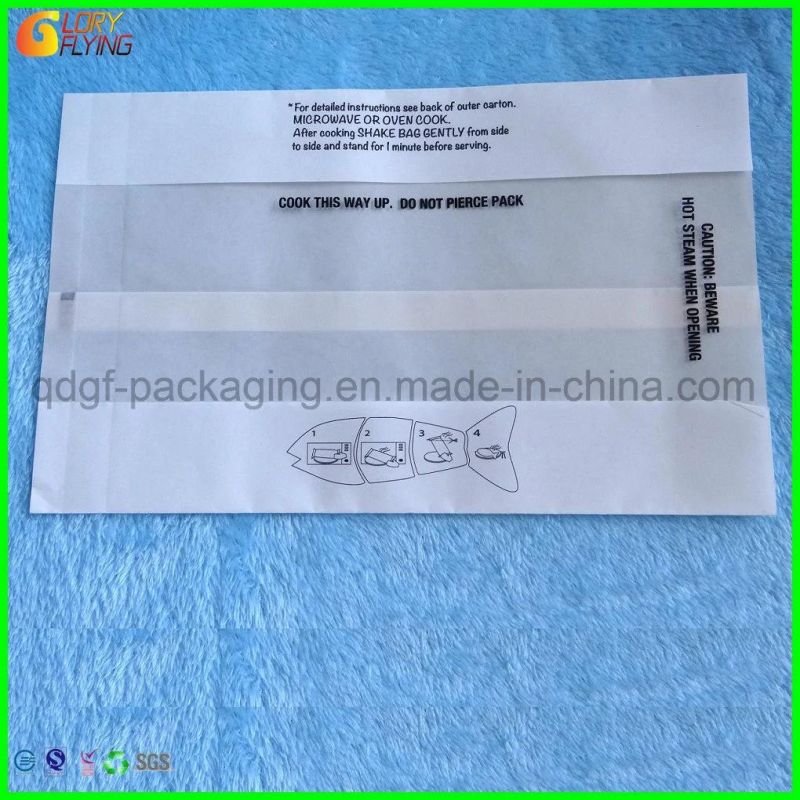 GLORY
FLYING
*For detailed instructions see back of outer carton.
MICROWAVE OR OVEN COOK.
After cooking SHAKE BAG GENTLY from side
to side and stand for 1 minute before serving.
COOK THIS WAY UP. DO NOT PIERCE PACK
CAUTION: BEWARE
HOT STEAM WHEN OPENING
qdgf-packaging.en.made-in-china.com
1 2 3 4
SGS